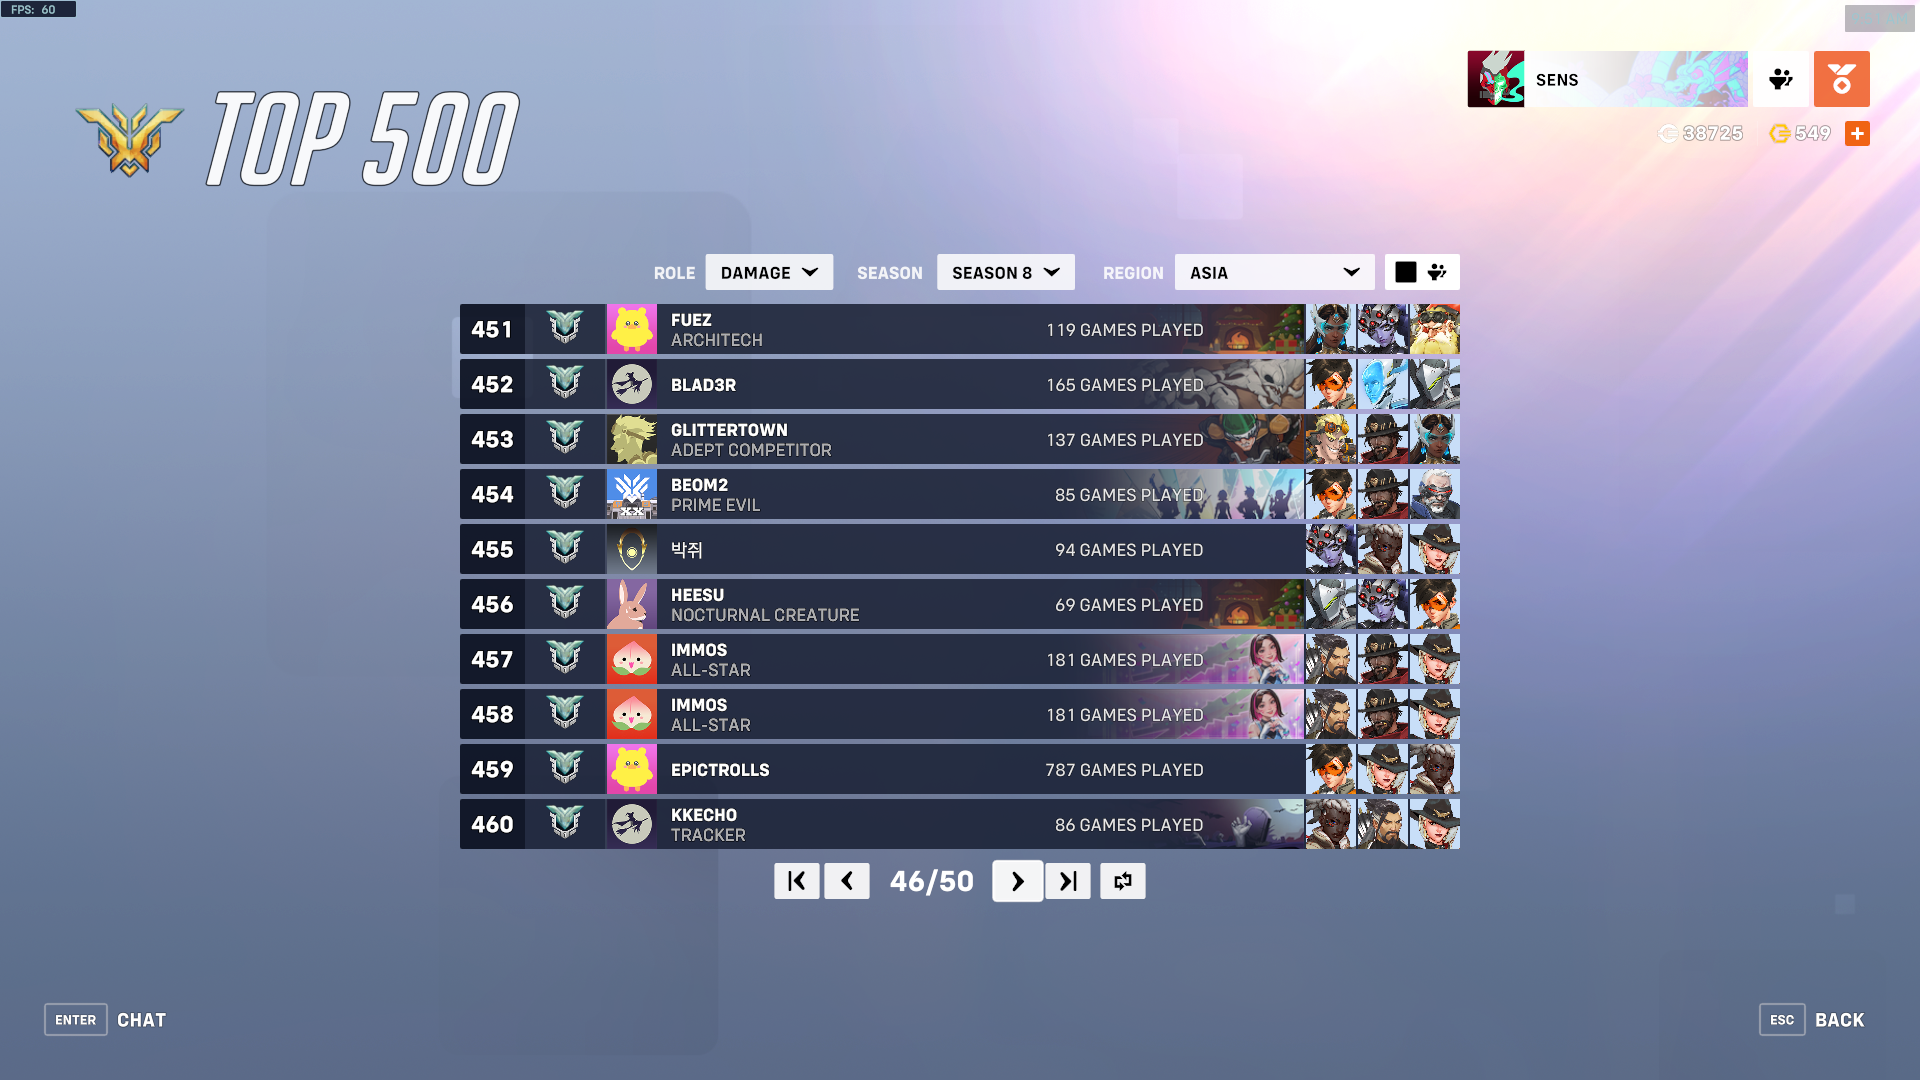 FPS: 60
TOP 500
SENS
38725
549
ROLE DAMAGE SEASON SEASON 8 REGION ASIA
451 FUEZ 119 GAMES PLAYED
ARCHITECH
452 BLAD3R 165 GAMES PLAYED
453 GLITTERTOWN 137 GAMES PLAYED
ADEPT COMPETITOR
454 BEOM2 85 GAMES PLAYED
PRIME EVIL
455 박쥐 94 GAMES PLAYED
456 HEESU 69 GAMES PLAYED
NOCTURNAL CREATURE
457 IMMOS 181 GAMES PLAYED
ALL-STAR
458 IMMOS 181 GAMES PLAYED
ALL-STAR
459 EPICTROLLS 787 GAMES PLAYED
460 KKECHO 86 GAMES PLAYED
TRACKER
46/50
ENTER CHAT
ESC BACK